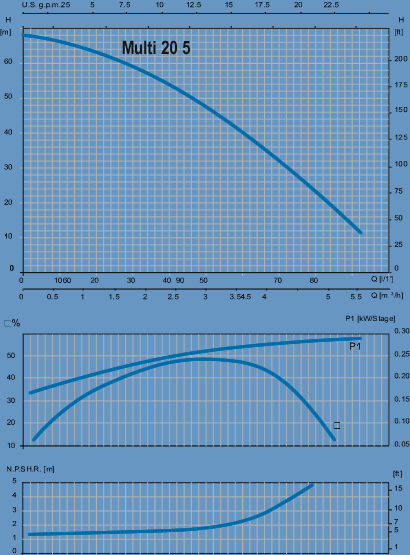 U.S. g.p.m.25 5 7.5 10 12.5 15 17.5 20 22.5
H H
[m] [ft]
Multi 20 5
60 200
50 175
150
40 125
30 100
20 75
50
10 25
0 0
0 1060 20 30 40 90 50 70 80 Q [l/1']
0 0.5 1 1.5 2 2.5 3 3.54.5 4 5 5.5 Q [m ³/h]
□% P1 [kW/Stage]
0.30
P1
50 0.25
40 0.20
30 0.15
20 □ 0.10
10 0.05
N.P.S.H.R. [m] [ft]
5 15
4
3 10
2 7
5
1
0 1